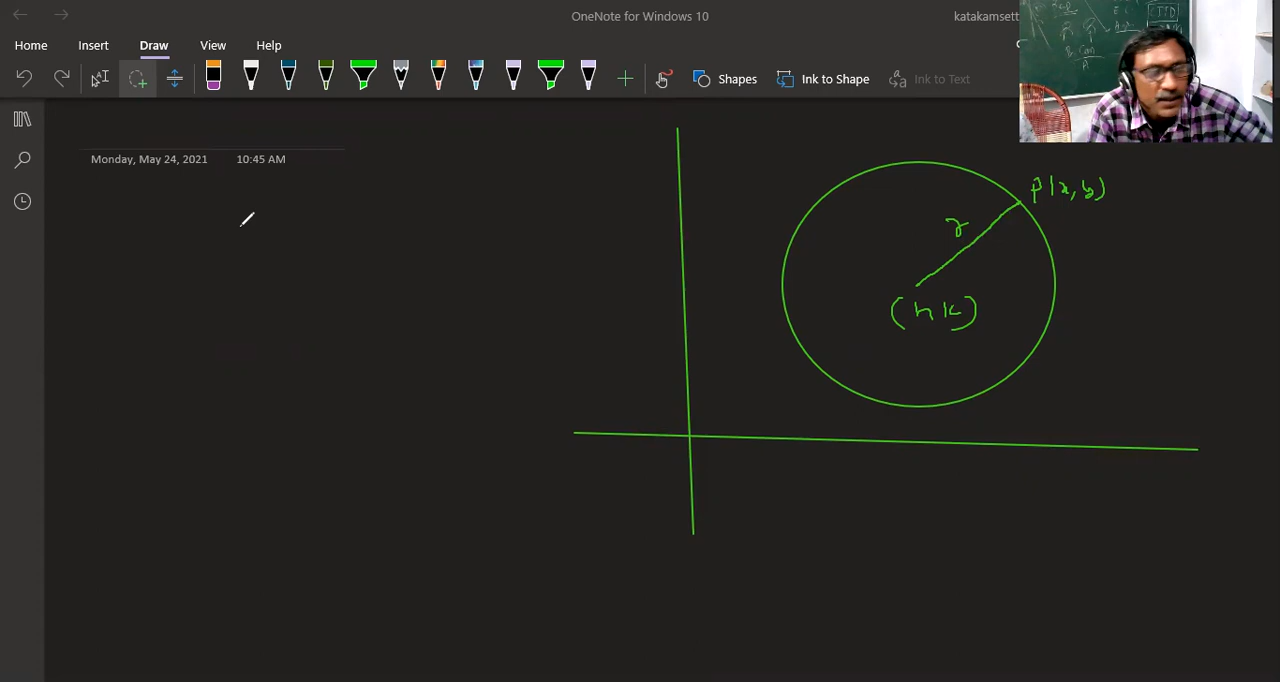 OneNote for Windows 10
katakamsett
Home Insert Draw View Help
Shapes Ink to Shape Ink to Text
Monday, May 24, 2021 10:45 AM
P(x, y)
r
(h k)